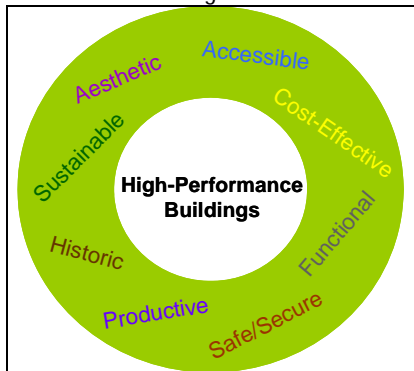 Accessible
Cost-Effective
Functional
Safe/Secure
Productive
Historic
Sustainable
Aesthetic
High-Performance
Buildings